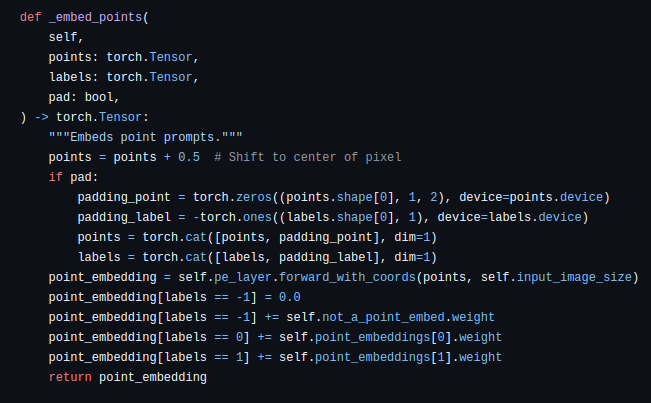 def _embed_points(
    self,
    points: torch.Tensor,
    labels: torch.Tensor,
    pad: bool,
) -> torch.Tensor:
    """Embeds point prompts."""
    points = points + 0.5  # Shift to center of pixel
    if pad:
        padding_point = torch.zeros((points.shape[0], 1, 2), device=points.device)
        padding_label = -torch.ones((labels.shape[0], 1), device=labels.device)
        points = torch.cat([points, padding_point], dim=1)
        labels = torch.cat([labels, padding_label], dim=1)
    point_embedding = self.pe_layer.forward_with_coords(points, self.input_image_size)
    point_embedding[labels == -1] = 0.0
    point_embedding[labels == -1] += self.not_a_point_embed.weight
    point_embedding[labels == 0] += self.point_embeddings[0].weight
    point_embedding[labels == 1] += self.point_embeddings[1].weight
    return point_embedding